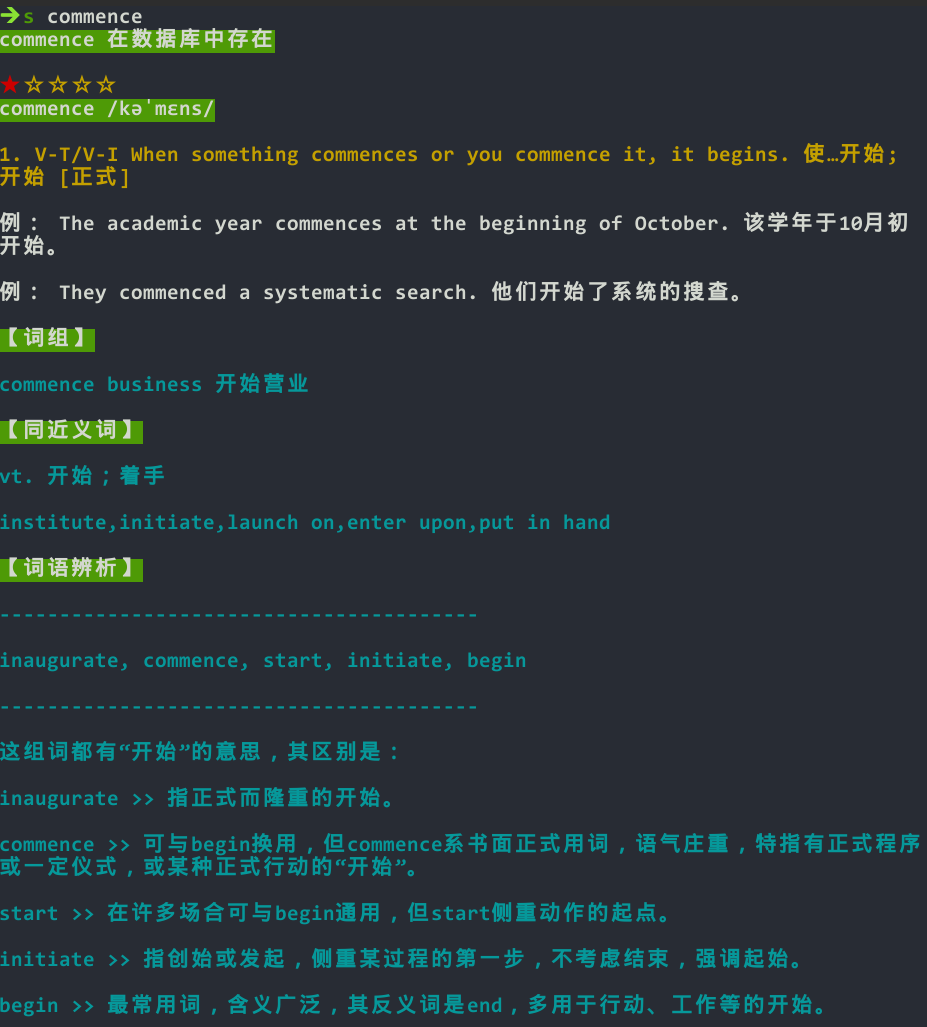 ➜ s commence
commence 在数据库中存在
★☆☆☆☆
commence /kəˈmɛns/
1. V-T/V-I When something commences or you commence it, it begins. 使…开始;
开始 [正式]
例： The academic year commences at the beginning of October. 该学年于10月初
开始。
例： They commenced a systematic search. 他们开始了系统的搜查。
【词组】
commence business 开始营业
【同近义词】
vt. 开始；着手
institute,initiate,launch on,enter upon,put in hand
【词语辨析】
----------------------------------------
inaugurate, commence, start, initiate, begin
----------------------------------------
这组词都有“开始”的意思，其区别是：
inaugurate >> 指正式而隆重的开始。
commence >> 可与begin换用，但commence系书面正式用词，语气庄重，特指有正式程序
或一定仪式，或某种正式行动的“开始”。
start >> 在许多场合可与begin通用，但start侧重动作的起点。
initiate >> 指创始或发起，侧重某过程的第一步，不考虑结束，强调起始。
begin >> 最常用词，含义广泛，其反义词是end，多用于行动、工作等的开始。